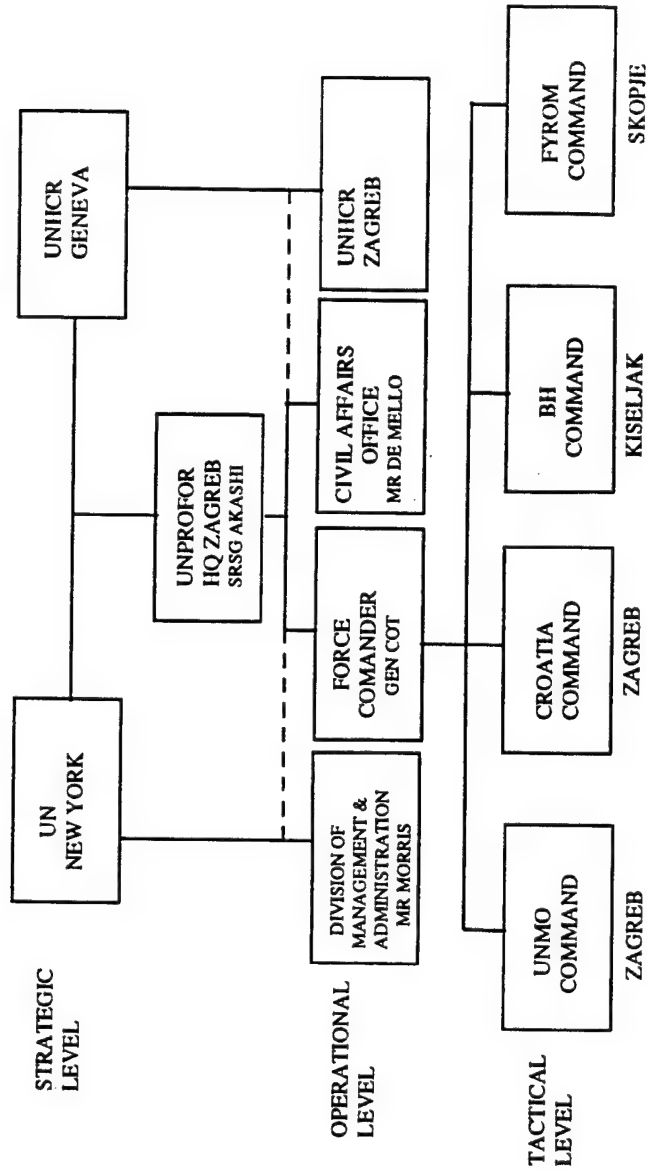 STRATEGIC
LEVEL
UN
NEW YORK
UNHCR
GENEVA
UNPROFOR
HQ ZAGREB
SRSG AKASHI
OPERATIONAL
LEVEL
DIVISION OF
MANAGEMENT &
ADMINISTRATION
MR MORRIS
FORCE
COMANDER
GEN COT
CIVIL AFFAIRS
OFFICE
MR DE MELLO
UNHCR
ZAGREB
TACTICAL
LEVEL
UNMO
COMMAND
ZAGREB
CROATIA
COMMAND
ZAGREB
BH
COMMAND
KISELJAK
FYROM
COMMAND
SKOPJE